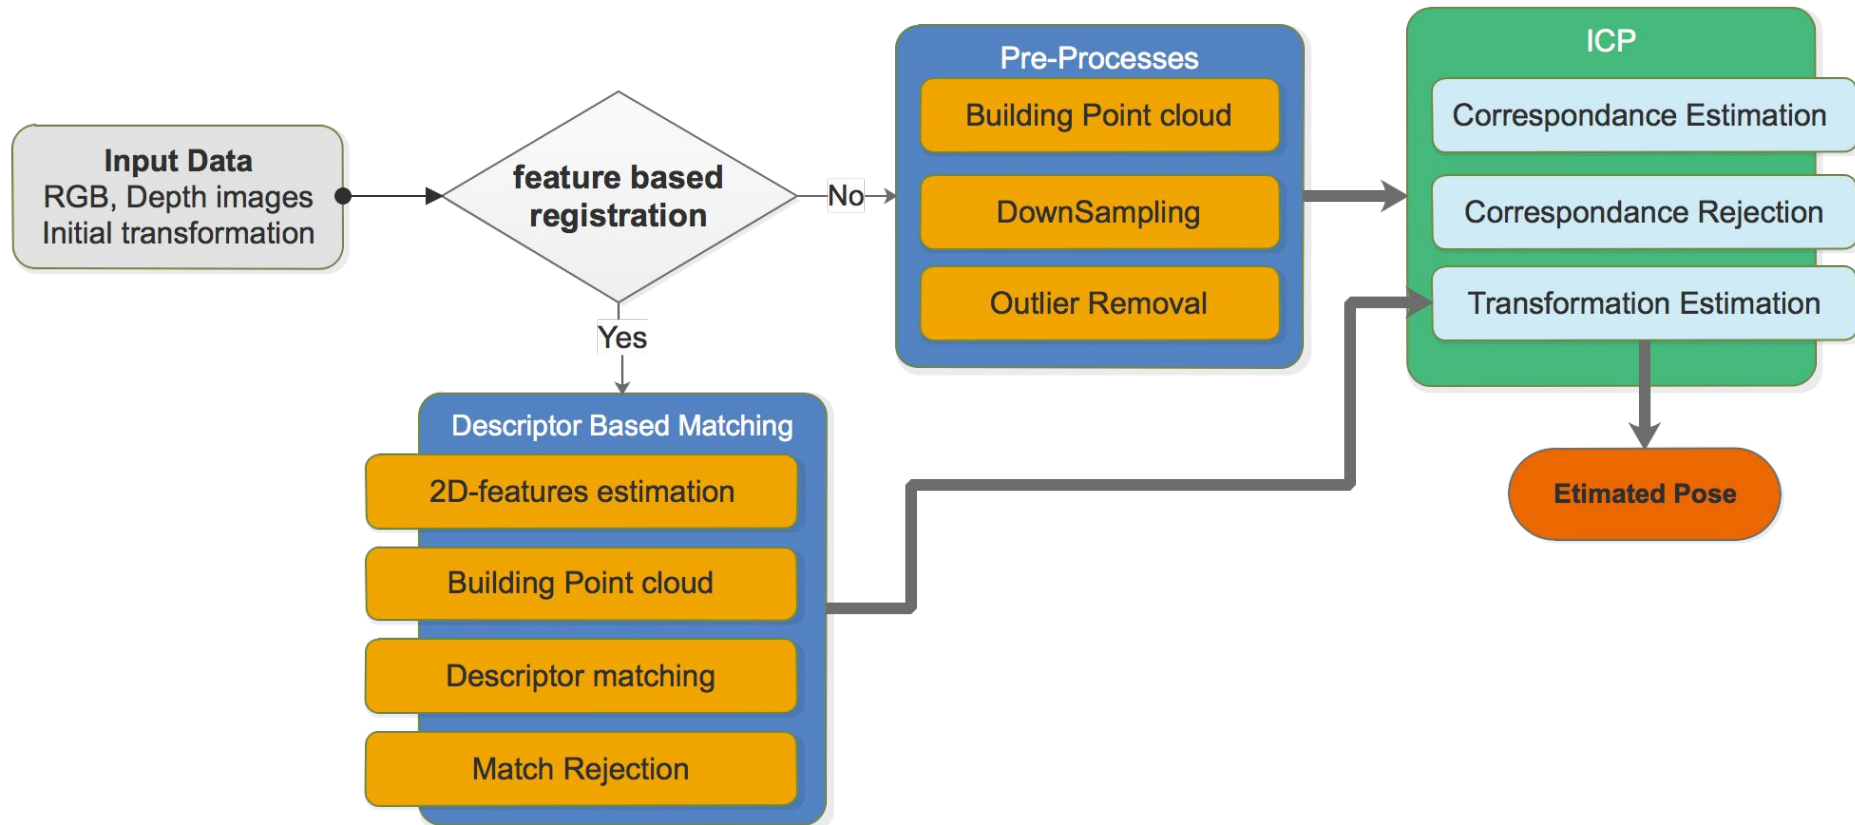 Input Data
RGB, Depth images
Initial transformation
feature based
registration
No
Yes
Pre-Processes
Building Point cloud
DownSampling
Outlier Removal
ICP
Correspondance Estimation
Correspondance Rejection
Transformation Estimation
Etimated Pose
Descriptor Based Matching
2D-features estimation
Building Point cloud
Descriptor matching
Match Rejection